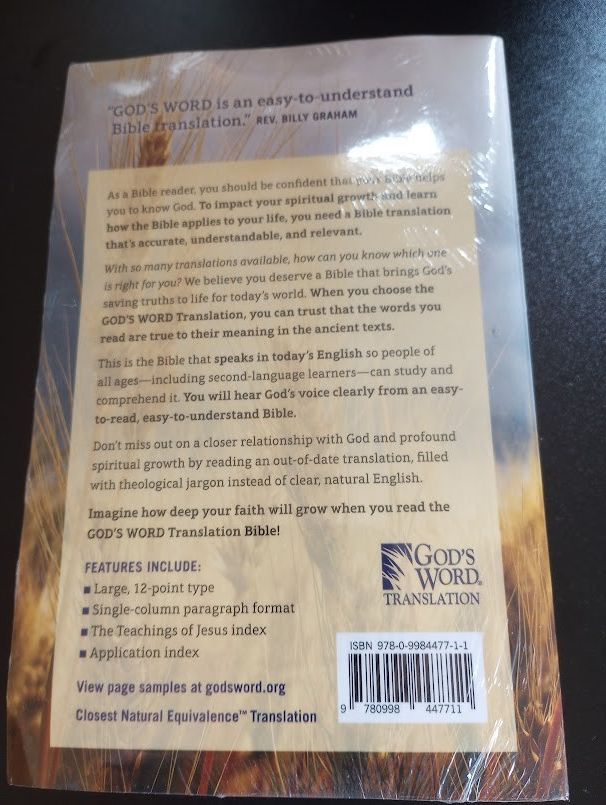 "GOD'S WORD is an easy-to-understand
Bible translation." REV. BILLY GRAHAM
As a Bible reader, you should be confident that your Bible helps
you to know God. To impact your spiritual growth and learn
how the Bible applies to your life, you need a Bible translation
that's accurate, understandable, and relevant.
With so many translations available, how can you know which one
is right for you? We believe you deserve a Bible that brings God's
saving truths to life for today's world. When you choose the
GOD'S WORD Translation, you can trust that the words you
read are true to their meaning in the ancient texts.
This is the Bible that speaks in today's English so people of
all ages—including second-language learners—can study and
comprehend it. You will hear God's voice clearly from an easy-
to-read, easy-to-understand Bible.
Don't miss out on a closer relationship with God and profound
spiritual growth by reading an out-of-date translation, filled
with theological jargon instead of clear, natural English.
Imagine how deep your faith will grow when you read the
GOD'S WORD Translation Bible!
FEATURES INCLUDE:
■ Large, 12-point type
■ Single-column paragraph format
■ The Teachings of Jesus index
■ Application index
View page samples at godsword.org
Closest Natural Equivalence™ Translation
GOD'S
WORD®
TRANSLATION
ISBN 978-0-9984477-1-1
9 780998 447711